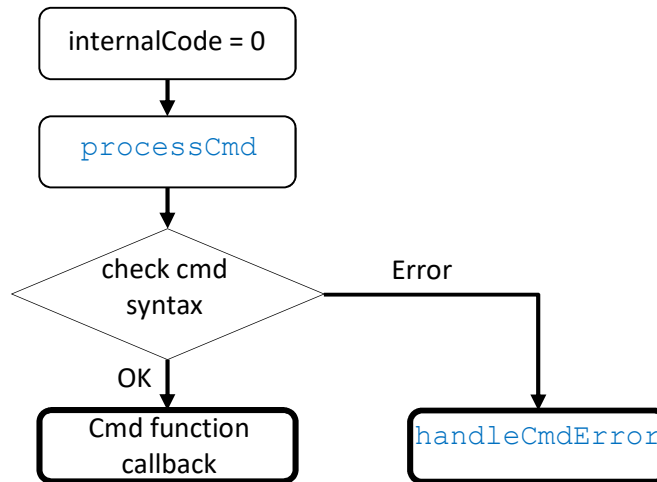 internalCode = 0
processCmd
check cmd
syntax
Error
OK
Cmd function
callback
handleCmdError